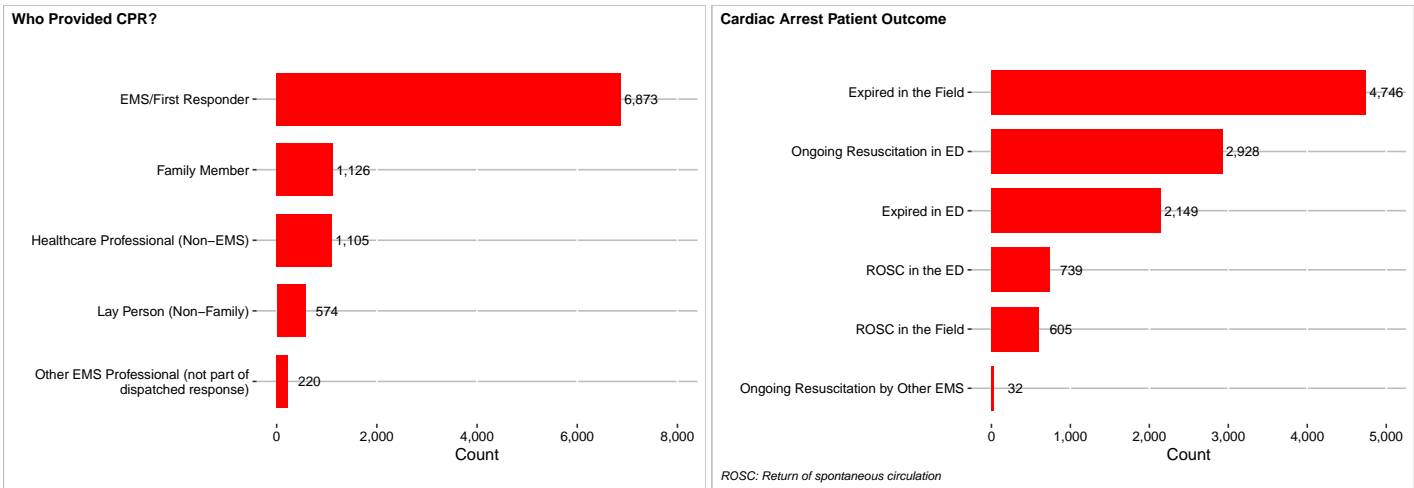 Who Provided CPR?
EMS/First Responder
6,873
Family Member
1,126
Healthcare Professional (Non−EMS)
1,105
Lay Person (Non−Family)
574
Other EMS Professional (not part of
dispatched response)
220
0 2,000 4,000 6,000 8,000
Count
Cardiac Arrest Patient Outcome
Expired in the Field
4,746
Ongoing Resuscitation in ED
2,928
Expired in ED
2,149
ROSC in the ED
739
ROSC in the Field
605
Ongoing Resuscitation by Other EMS
32
0 1,000 2,000 3,000 4,000 5,000
Count
ROSC: Return of spontaneous circulation